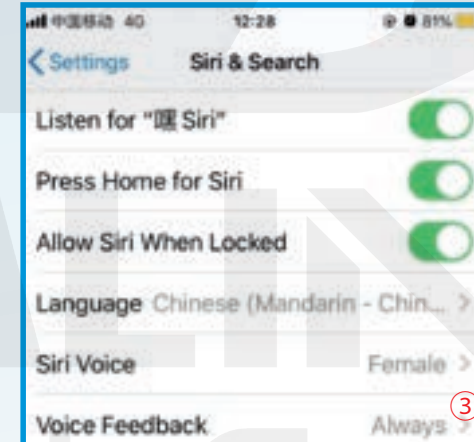 中国移动 4G 12:28 81%
Settings Siri & Search
Listen for "嘿 Siri"
Press Home for Siri
Allow Siri When Locked
Language Chinese (Mandarin - Chin...
Siri Voice Female
Voice Feedback Always
③